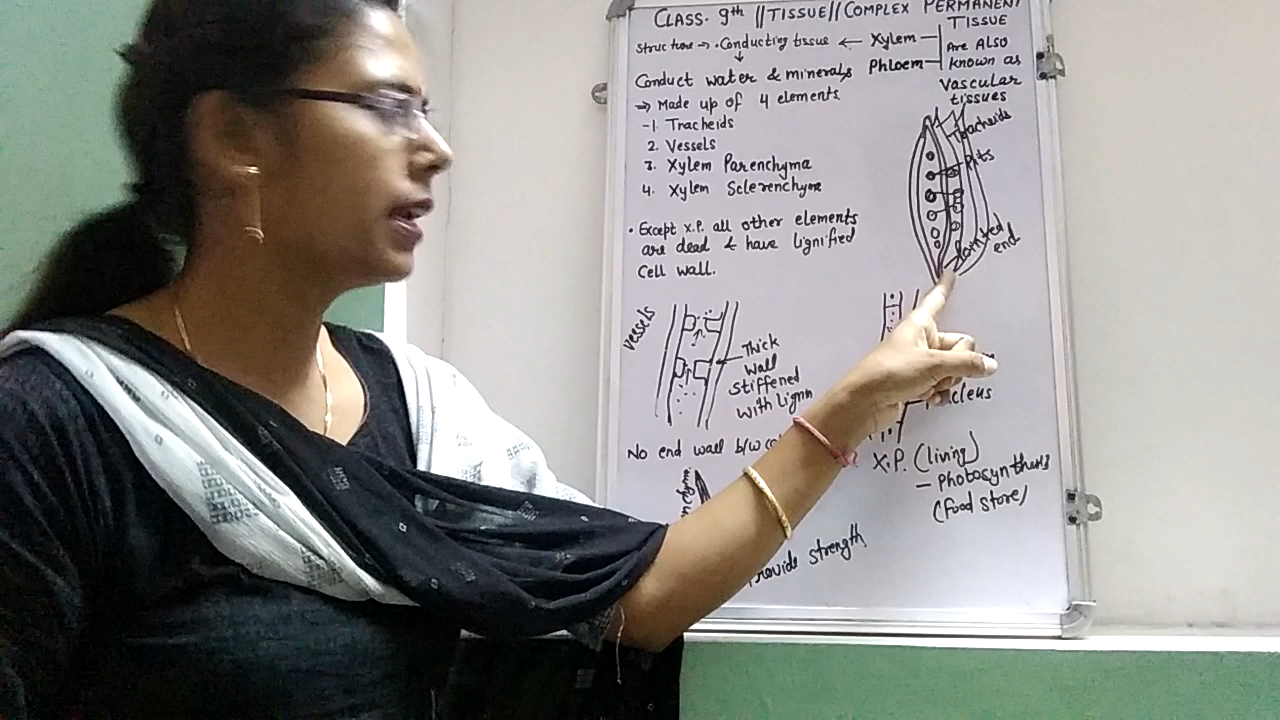 CLASS-9th // TISSUE // COMPLEX PERMANENT
TISSUE
Structure → •Conducting tissue ← Xylem
Phloem
Are Also
known as
Vascular
tissues
↓
Conduct water & minerals
→ Made up of 4 elements
-1. Tracheids
2. Vessels
3. Xylem Parenchyma
4. Xylem Sclerenchyma
• Except X.P. all other elements
are dead & have lignified
cell wall.
Tracheids
Pits
Pointed
end
vessels
Thick
wall
stiffened
with lignn
No end wall b/w
Provide strength
X.P. (living)
- Photosynthesis
(food store)